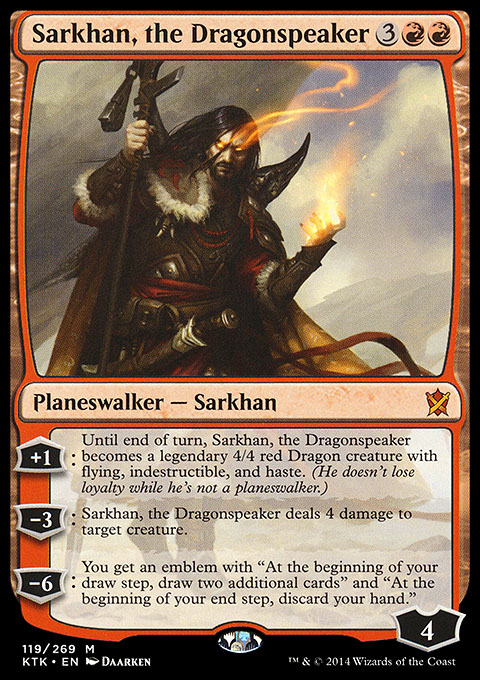 Sarkhan, the Dragonspeaker 3
Planeswalker — Sarkhan
+1: Until end of turn, Sarkhan, the Dragonspeaker
becomes a legendary 4/4 red Dragon creature with
flying, indestructible, and haste. (He doesn't lose
loyalty while he's not a planeswalker.)
-3: Sarkhan, the Dragonspeaker deals 4 damage to
target creature.
-6: You get an emblem with “At the beginning of your
draw step, draw two additional cards” and “At the
beginning of your end step, discard your hand.”
4
119/269 M
KTK • EN Daarken
™ & © 2014 Wizards of the Coast